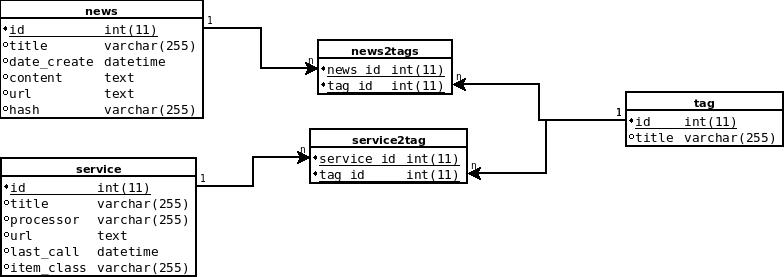 news
id int(11)
title varchar(255)
date_create datetime
content text
url text
hash varchar(255)
1
n
news2tags
news_id int(11)
tag_id int(11)
n
1
tag
id int(11)
title varchar(255)
service
id int(11)
title varchar(255)
processor varchar(255)
url text
last_call datetime
item_class varchar(255)
1
n
service2tag
service_id int(11)
tag_id int(11)
n